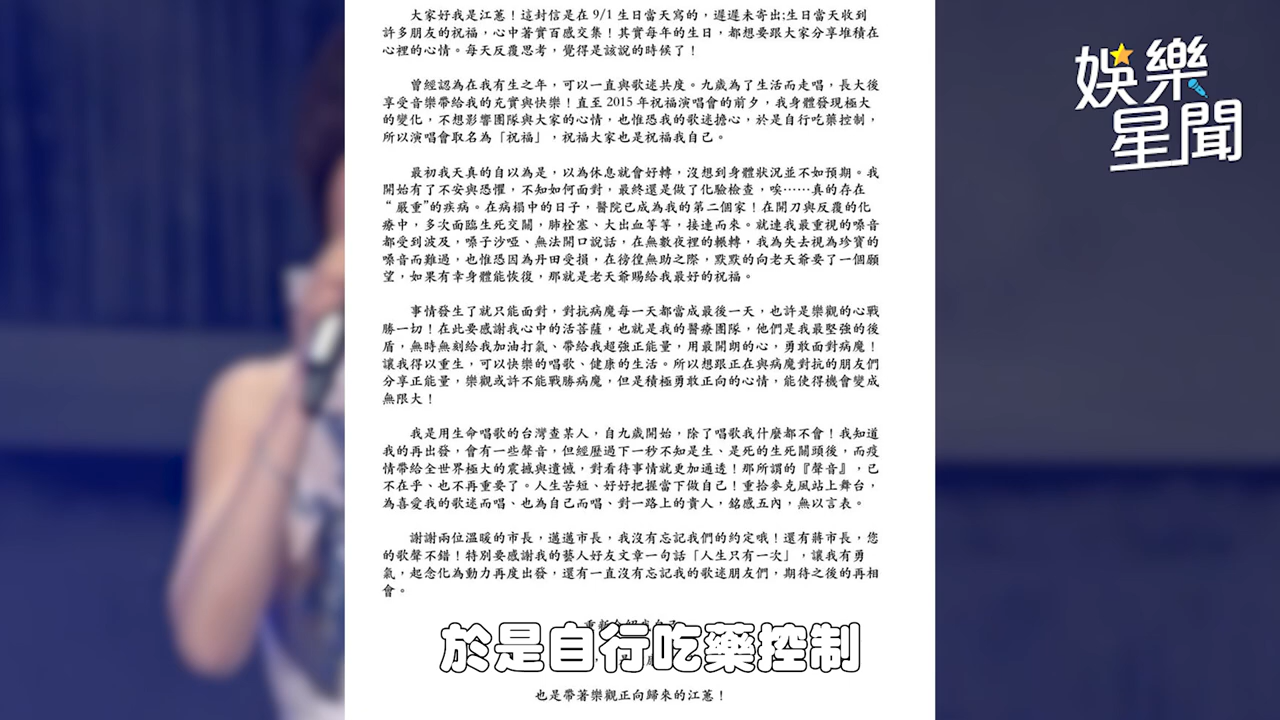 大家好我是江蕙！這封信是在 9/1 生日當天寫的，遲遲未寄出;生日當天收到
許多朋友的祝福，心中著實百感交集！其實每年的生日，都想要跟大家分享堆積在
心裡的心情。每天反覆思考，覺得是該說的時候了！
曾經認為在我有生之年，可以一直與歌迷共度。九歲為了生活而走唱，長大後
享受音樂帶給我的充實與快樂！直至 2015 年祝福演唱會的前夕，我身體發現極大
的變化，不想影響團隊與大家的心情，也惟恐我的歌迷擔心，於是自行吃藥控制，
所以演唱會取名為「祝福」，祝福大家也是祝福我自己。
最初我天真的自以為是，以為休息就會好轉，沒想到身體狀況並不如預期。我
開始有了不安與恐懼，不知如何面對，最終還是做了化驗檢查，唉……真的存在
“嚴重”的疾病。在病榻中的日子，醫院已成為我的第二個家！在開刀與反覆的化
療中，多次面臨生死交關，肺栓塞、大出血等等，接連而來。就連我最重視的嗓音
都受到波及，嗓子沙啞、無法開口說話，在無數夜裡的輾轉，我為失去視為珍寶的
嗓音而難過，也惟恐因為丹田受損，在徬徨無助之際，默默的向老天爺要了一個願
望，如果有幸身體能恢復，那就是老天爺賜給我最好的祝福。
事情發生了就只能面對，對抗病魔每一天都當成最後一天，也許是樂觀的心戰
勝一切！在此要感謝我心中的活菩薩，也就是我的醫療團隊，他們是我最堅強的後
盾，無時無刻給我加油打氣、帶給我超強正能量，用最開朗的心，勇敢面對病魔！
讓我得以重生，可以快樂的唱歌、健康的生活。所以想跟正在與病魔對抗的朋友們
分享正能量，樂觀或許不能戰勝病魔，但是積極勇敢正向的心情，能使得機會變成
無限大！
我是用生命唱歌的台灣查某人，自九歲開始，除了唱歌我什麼都不會！我知道
我的再出發，會有一些聲音，但經歷過下一秒不知是生、是死的生死關頭後，而疫
情帶給全世界極大的震撼與遺憾，對看待事情就更加通透！那所謂的『聲音』，已
不在乎、也不再重要了。人生苦短、好好把握當下做自己！重拾麥克風站上舞台，
為喜愛我的歌迷而唱、也為自己而唱、對一路上的貴人，銘感五內，無以言表。
謝謝兩位溫暖的市長，邁邁市長，我沒有忘記我們的約定哦！還有蔣市長，您
的歌聲不錯！特別要感謝我的藝人好友文章一句話「人生只有一次」，讓我有勇
氣，起念化為動力再度出發，還有一直沒有忘記我的歌迷朋友們，期待之後的再相
會。
於是自行吃藥控制
也是帶著樂觀正向歸來的江蕙！
娛樂
星聞